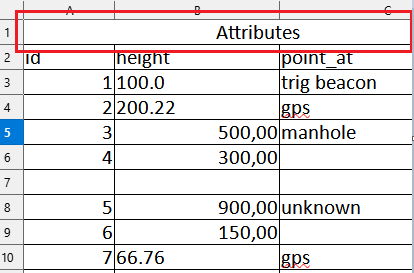 A B C
1 Attributes
2 id height point_at
3 1 100.0 trig beacon
4 2 200.22 gps
5 3 500,00 manhole
6 4 300,00
7
8 5 900,00 unknown
9 6 150,00
10 7 66.76 gps